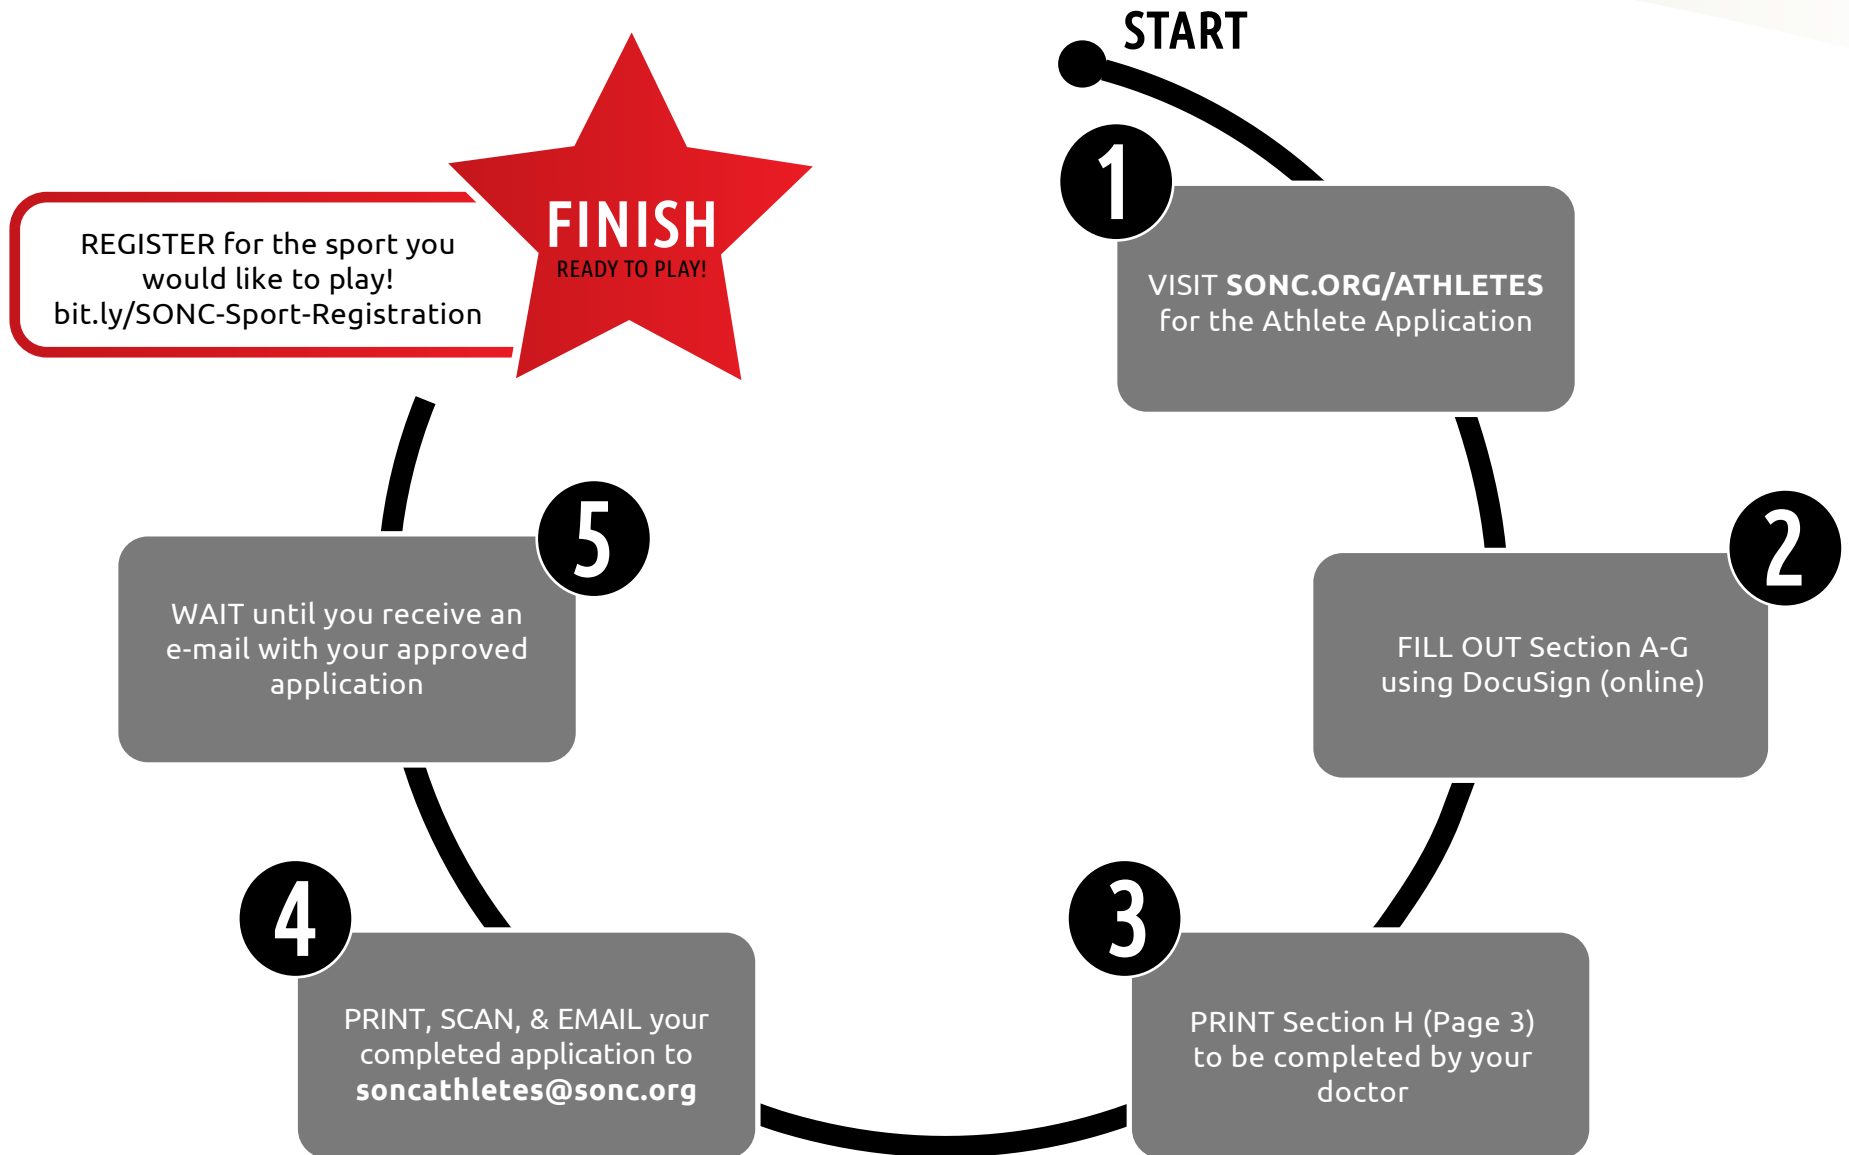 START
1
VISIT SONC.ORG/ATHLETES
for the Athlete Application
2
FILL OUT Section A-G
using DocuSign (online)
3
PRINT Section H (Page 3)
to be completed by your
doctor
4
PRINT, SCAN, & EMAIL your
completed application to
soncathletes@sonc.org
5
WAIT until you receive an
e-mail with your approved
application
FINISH
READY TO PLAY!
REGISTER for the sport you
would like to play!
bit.ly/SONC-Sport-Registration